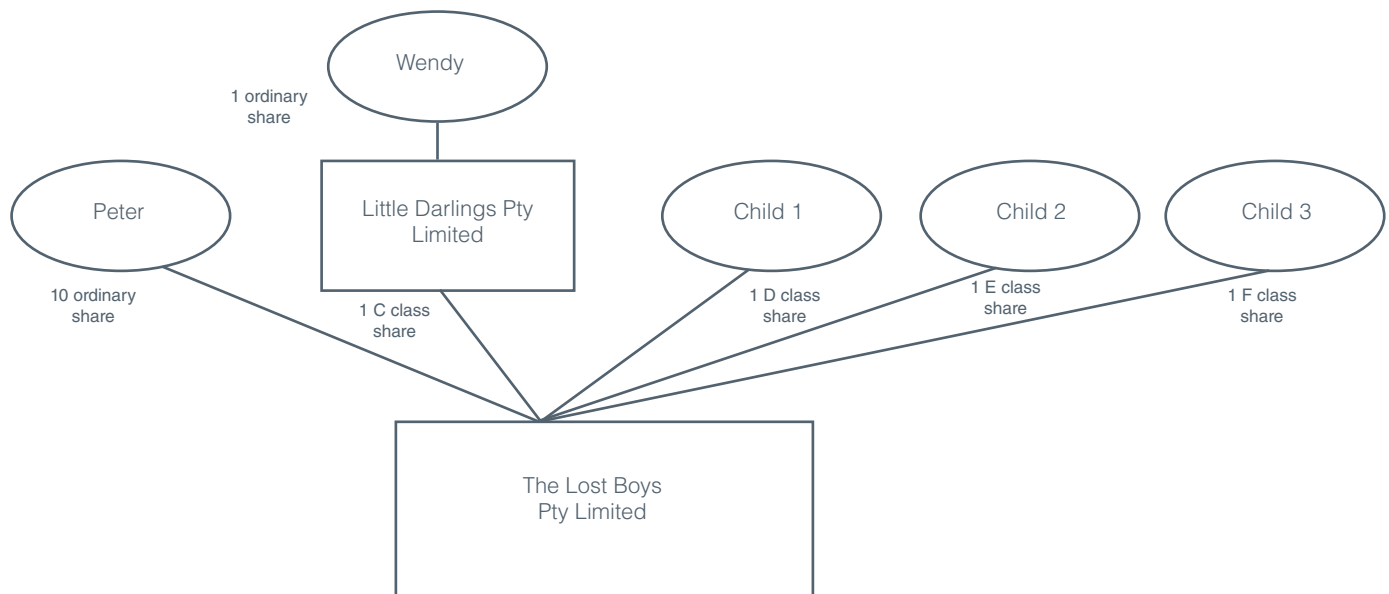 Wendy
1 ordinary
share
Peter
Little Darlings Pty
Limited
Child 1
Child 2
Child 3
10 ordinary
share
1 C class
share
1 D class
share
1 E class
share
1 F class
share
The Lost Boys
Pty Limited